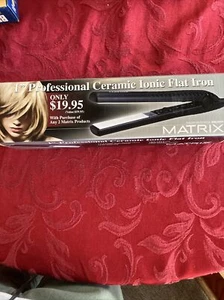 1" Professional Ceramic Ionic Flat Iron
ONLY
$19.95
With Purchase of
Any 2 Matrix Products
MATRIX
Professional Ceramic Ionic Flat Iron